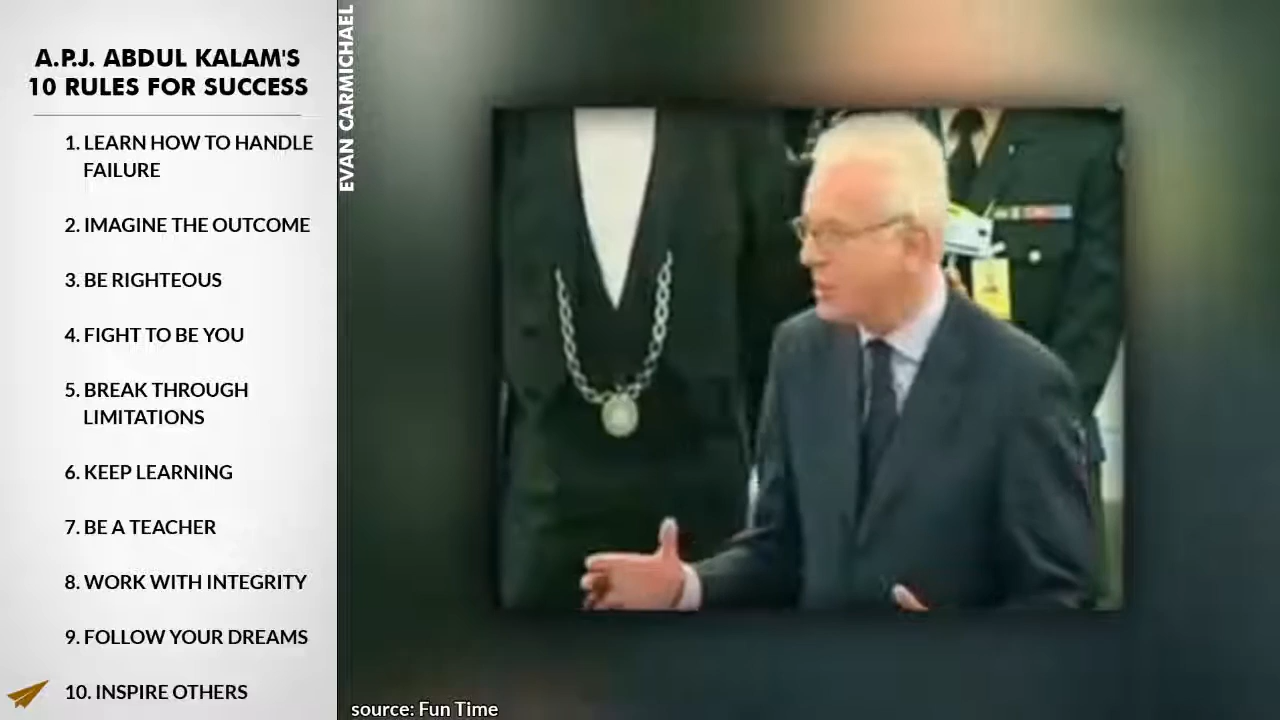 A.P.J. ABDUL KALAM'S
10 RULES FOR SUCCESS
1. LEARN HOW TO HANDLE
FAILURE
2. IMAGINE THE OUTCOME
3. BE RIGHTEOUS
4. FIGHT TO BE YOU
5. BREAK THROUGH
LIMITATIONS
6. KEEP LEARNING
7. BE A TEACHER
8. WORK WITH INTEGRITY
9. FOLLOW YOUR DREAMS
10. INSPIRE OTHERS
EVAN CARMICHAEL
source: Fun Time